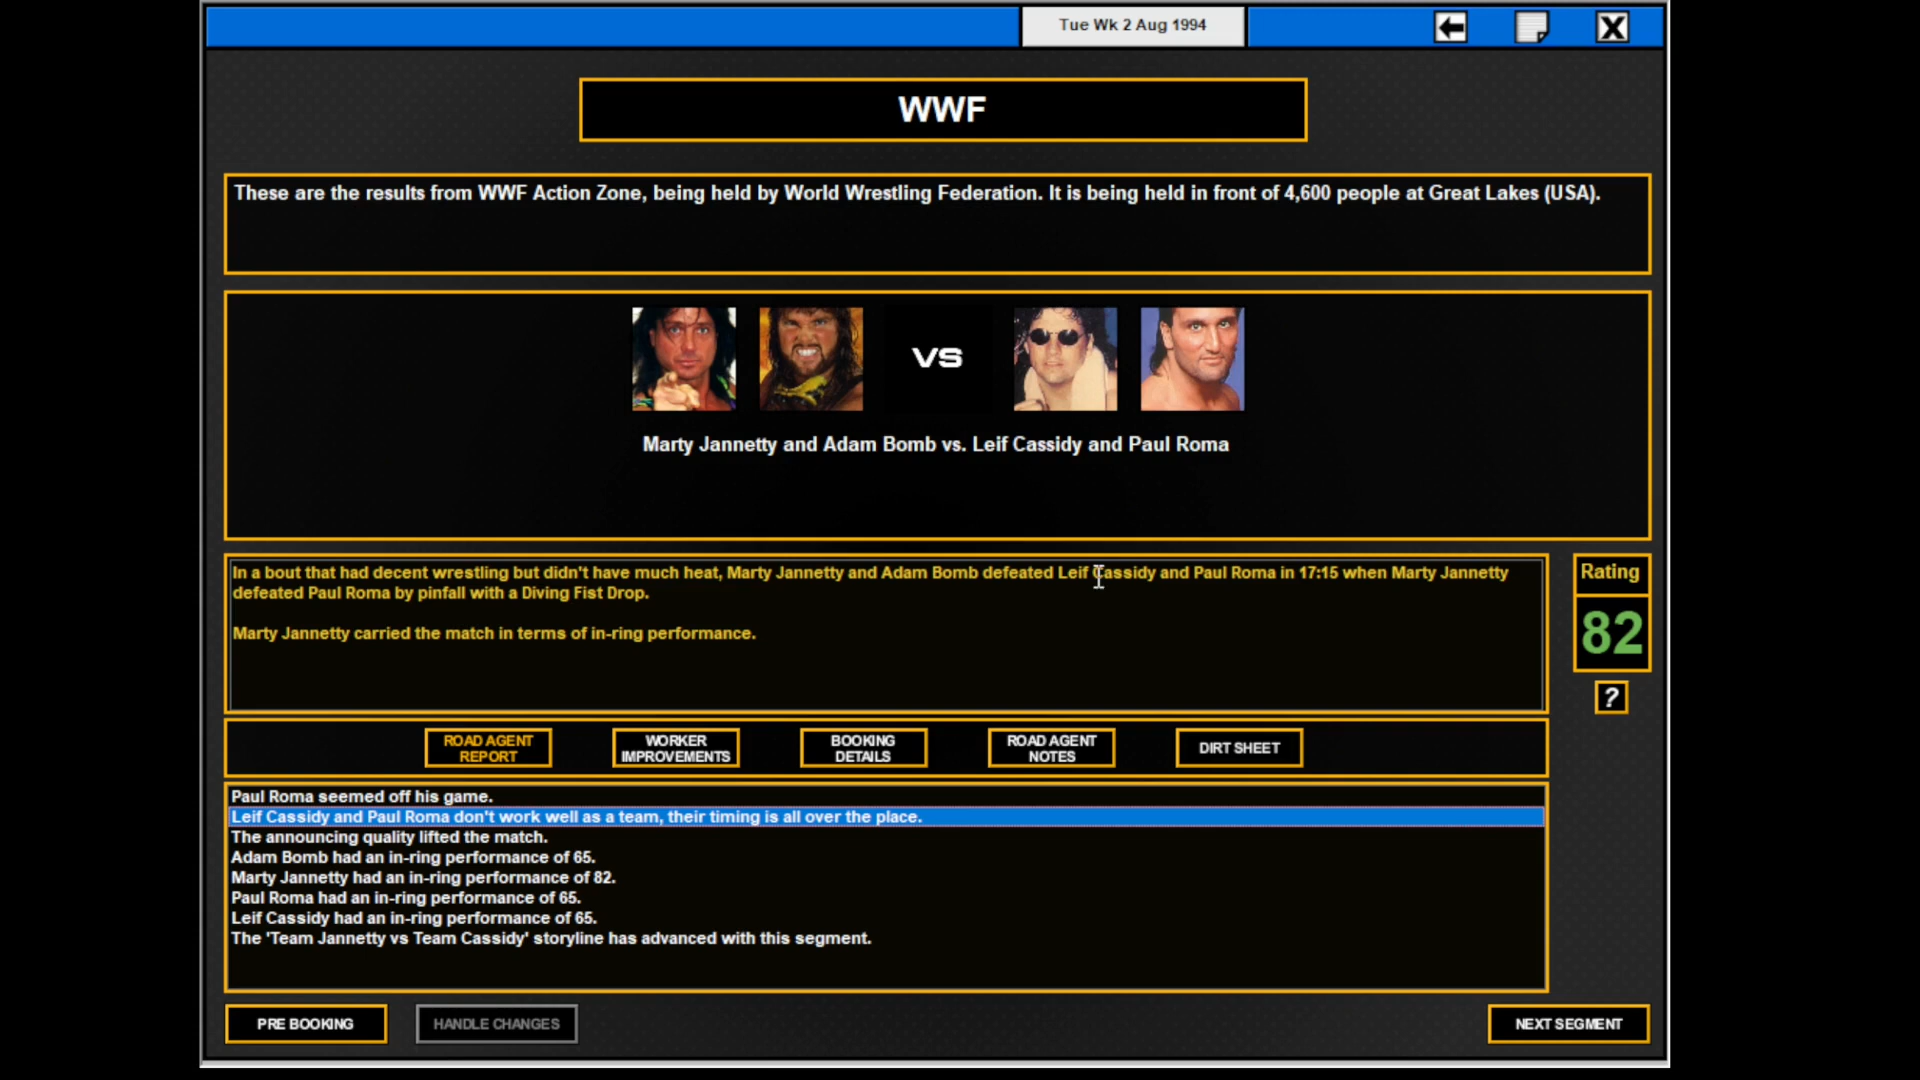 Tue Wk 2 Aug 1994
WWF
These are the results from WWF Action Zone, being held by World Wrestling Federation. It is being held in front of 4,600 people at Great Lakes (USA).
VS
Marty Jannetty and Adam Bomb vs. Leif Cassidy and Paul Roma
In a bout that had decent wrestling but didn't have much heat, Marty Jannetty and Adam Bomb defeated Leif Cassidy and Paul Roma in 17:15 when Marty Jannetty
defeated Paul Roma by pinfall with a Diving Fist Drop.
Marty Jannetty carried the match in terms of in-ring performance.
Rating
82
?
ROAD AGENT
REPORT
WORKER
IMPROVEMENTS
BOOKING
DETAILS
ROAD AGENT
NOTES
DIRT SHEET
Paul Roma seemed off his game.
Leif Cassidy and Paul Roma don't work well as a team, their timing is all over the place.
The announcing quality lifted the match.
Adam Bomb had an in-ring performance of 65.
Marty Jannetty had an in-ring performance of 82.
Paul Roma had an in-ring performance of 65.
Leif Cassidy had an in-ring performance of 65.
The 'Team Jannetty vs Team Cassidy' storyline has advanced with this segment.
PRE BOOKING
HANDLE CHANGES
NEXT SEGMENT